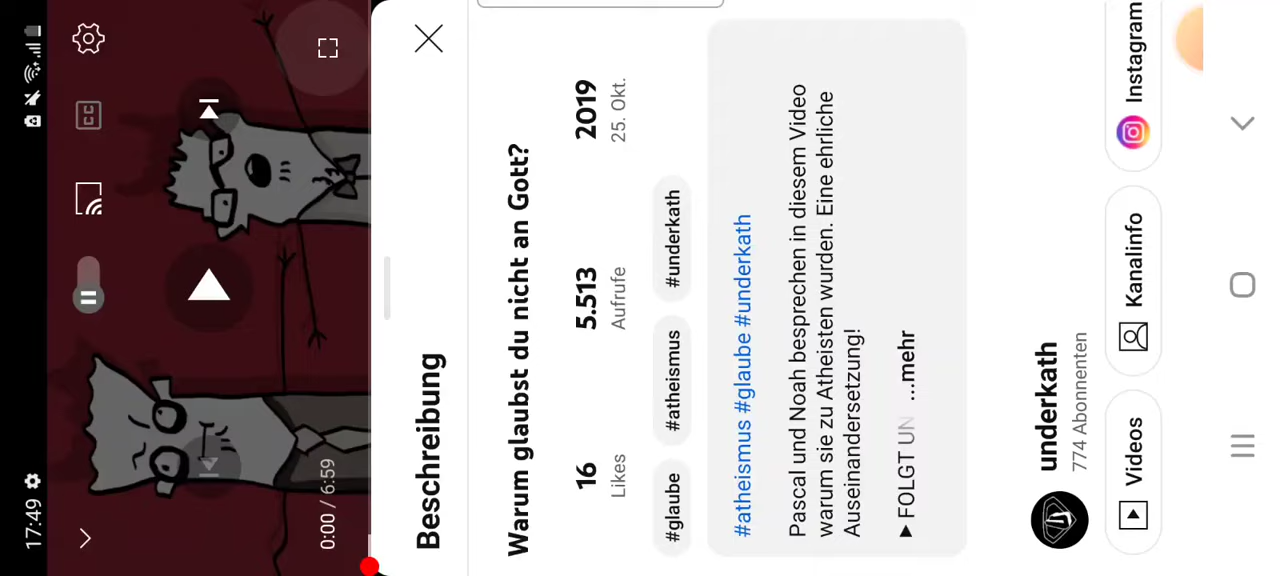 17:49
0:00 / 6:59
Beschreibung
Warum glaubst du nicht an Gott?
16
Likes
5.513
Aufrufe
2019
25. Okt.
#glaube
#atheismus
#underkath
#atheismus #glaube #underkath
Pascal und Noah besprechen in diesem Video
warum sie zu Atheisten wurden. Eine ehrliche
Auseinandersetzung!
►FOLGT UN ...mehr
underkath
774 Abonnenten
Videos
Kanalinfo
Instagram